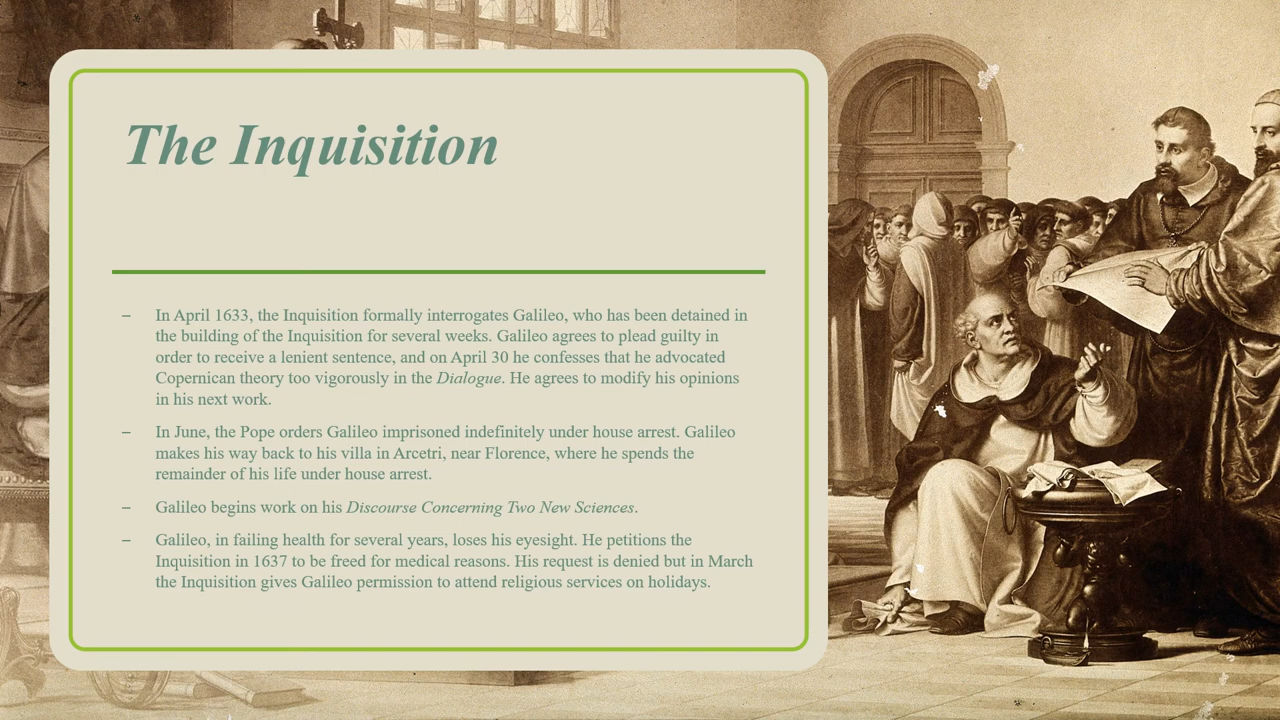 The Inquisition
– In April 1633, the Inquisition formally interrogates Galileo, who has been detained in
the building of the Inquisition for several weeks. Galileo agrees to plead guilty in
order to receive a lenient sentence, and on April 30 he confesses that he advocated
Copernican theory too vigorously in the Dialogue. He agrees to modify his opinions
in his next work.
– In June, the Pope orders Galileo imprisoned indefinitely under house arrest. Galileo
makes his way back to his villa in Arcetri, near Florence, where he spends the
remainder of his life under house arrest.
– Galileo begins work on his Discourse Concerning Two New Sciences.
– Galileo, in failing health for several years, loses his eyesight. He petitions the
Inquisition in 1637 to be freed for medical reasons. His request is denied but in March
the Inquisition gives Galileo permission to attend religious services on holidays.